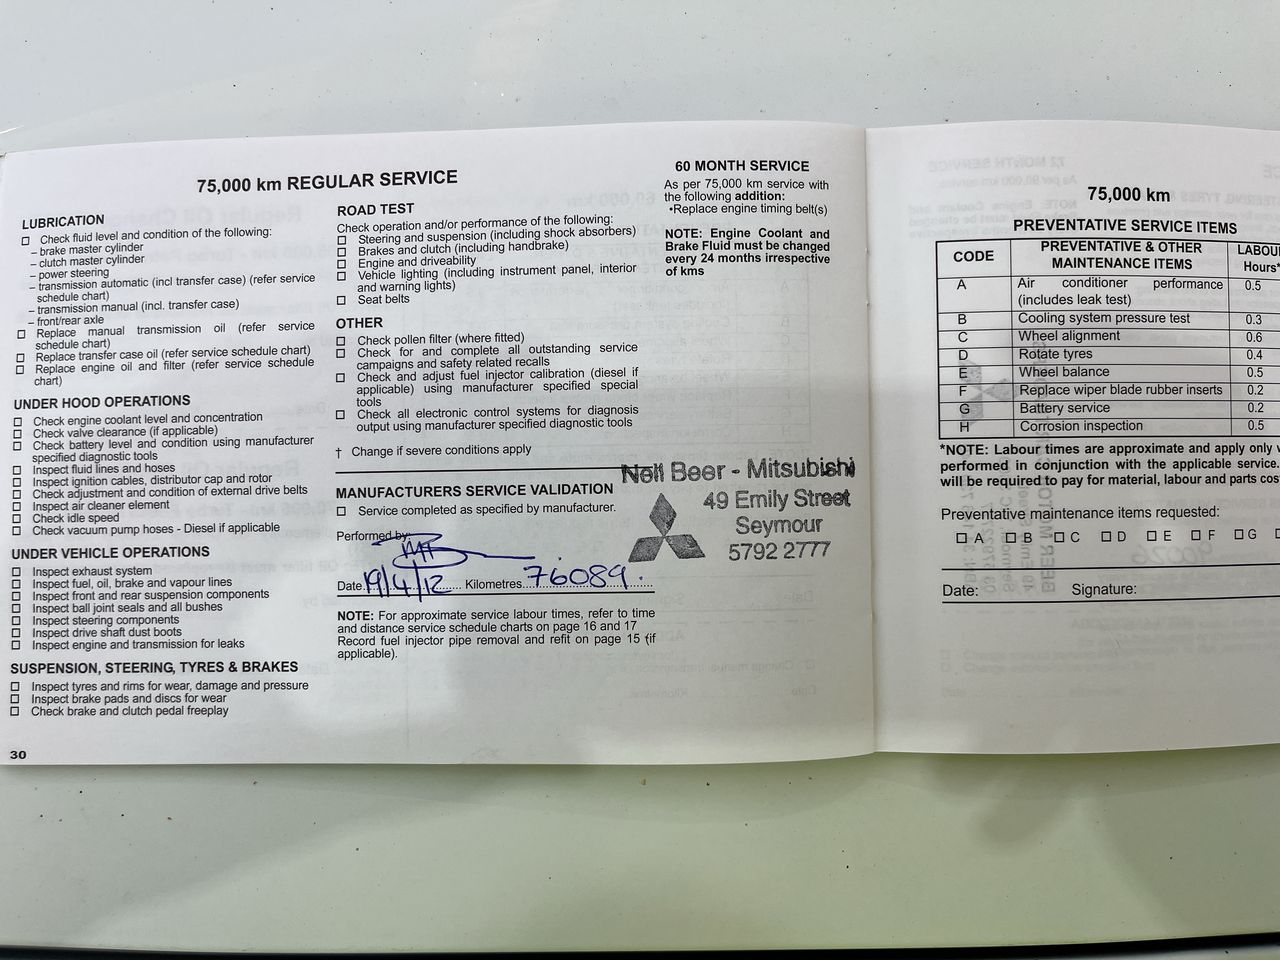 75,000 km REGULAR SERVICE
LUBRICATION
☐ Check fluid level and condition of the following:
– brake master cylinder
– clutch master cylinder
– power steering
– transmission automatic (incl transfer case) (refer service
schedule chart)
– transmission manual (incl. transfer case)
– front/rear axle
☐ Replace manual transmission oil (refer service
schedule chart)
☐ Replace transfer case oil (refer service schedule chart)
☐ Replace engine oil and filter (refer service schedule
chart)
UNDER HOOD OPERATIONS
☐ Check engine coolant level and concentration
☐ Check valve clearance (if applicable)
☐ Check battery level and condition using manufacturer
specified diagnostic tools
☐ Inspect fluid lines and hoses
☐ Inspect ignition cables, distributor cap and rotor
☐ Check adjustment and condition of external drive belts
☐ Inspect air cleaner element
☐ Check idle speed
☐ Check vacuum pump hoses - Diesel if applicable
UNDER VEHICLE OPERATIONS
☐ Inspect exhaust system
☐ Inspect fuel, oil, brake and vapour lines
☐ Inspect front and rear suspension components
☐ Inspect ball joint seals and all bushes
☐ Inspect steering components
☐ Inspect drive shaft dust boots
☐ Inspect engine and transmission for leaks
SUSPENSION, STEERING, TYRES & BRAKES
☐ Inspect tyres and rims for wear, damage and pressure
☐ Inspect brake pads and discs for wear
☐ Check brake and clutch pedal freeplay
30
ROAD TEST
Check operation and/or performance of the following:
☐ Steering and suspension (including shock absorbers)
☐ Brakes and clutch (including handbrake)
☐ Engine and driveability
☐ Vehicle lighting (including instrument panel, interior
and warning lights)
☐ Seat belts
OTHER
☐ Check pollen filter (where fitted)
☐ Check for and complete all outstanding service
campaigns and safety related recalls
☐ Check and adjust fuel injector calibration (diesel if
applicable) using manufacturer specified special
tools
☐ Check all electronic control systems for diagnosis
output using manufacturer specified diagnostic tools
† Change if severe conditions apply
MANUFACTURERS SERVICE VALIDATION
☐ Service completed as specified by manufacturer.
Performed by:
Date 19/4/12 Kilometres 76089.
NOTE: For approximate service labour times, refer to time
and distance service schedule charts on page 16 and 17
Record fuel injector pipe removal and refit on page 15 (if
applicable).
60 MONTH SERVICE
As per 75,000 km service with
the following addition:
•Replace engine timing belt(s)
NOTE: Engine Coolant and
Brake Fluid must be changed
every 24 months irrespective
of kms
Neil Beer - Mitsubishi
49 Emily Street
Seymour
5792 2777
75,000 km
PREVENTATIVE SERVICE ITEMS
CODE PREVENTATIVE & OTHER MAINTENANCE ITEMS LABOU Hours*
A Air conditioner performance 0.5
(includes leak test)
B Cooling system pressure test 0.3
C Wheel alignment 0.6
D Rotate tyres 0.4
E Wheel balance 0.5
F Replace wiper blade rubber inserts 0.2
G Battery service 0.2
H Corrosion inspection 0.5
*NOTE: Labour times are approximate and apply only
performed in conjunction with the applicable service.
will be required to pay for material, labour and parts cos
Preventative maintenance items requested:
☐ A ☐ B ☐ C ☐ D ☐ E ☐ F ☐ G ☐
Date: Signature: